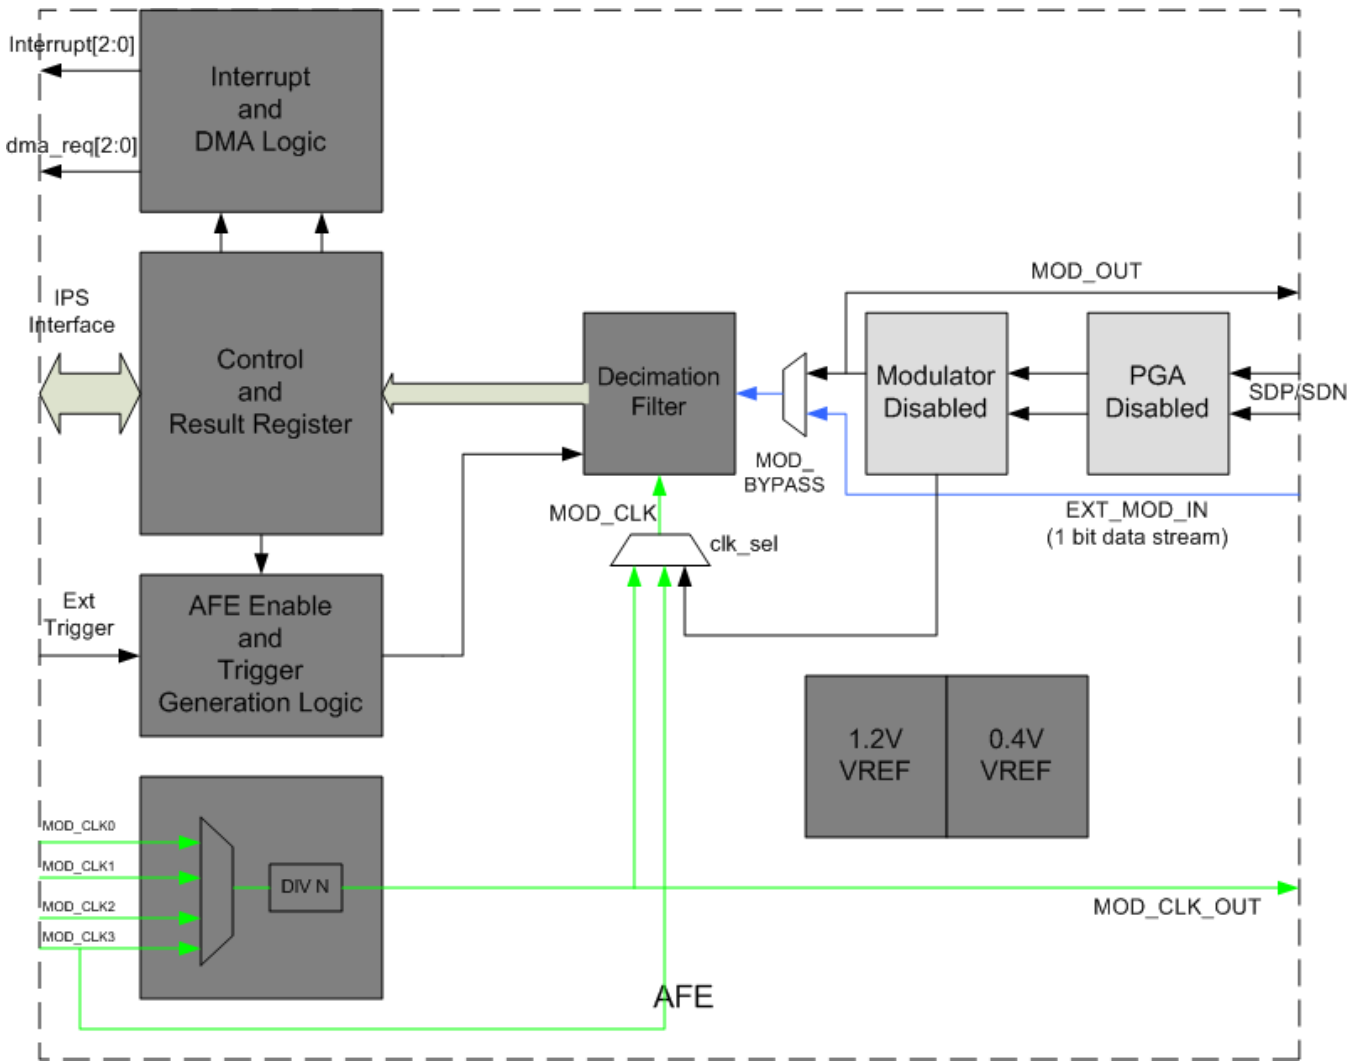 Interrupt[2:0]
dma_req[2:0]
Interrupt
and
DMA Logic
IPS
Interface
Control
and
Result Register
Decimation
Filter
MOD_OUT
Modulator
Disabled
PGA
Disabled
SDP/SDN
MOD_
BYPASS
EXT_MOD_IN
(1 bit data stream)
MOD_CLK
clk_sel
Ext
Trigger
AFE Enable
and
Trigger
Generation Logic
1.2V
VREF
0.4V
VREF
MOD_CLK0
MOD_CLK1
MOD_CLK2
MOD_CLK3
DIV N
MOD_CLK_OUT
AFE